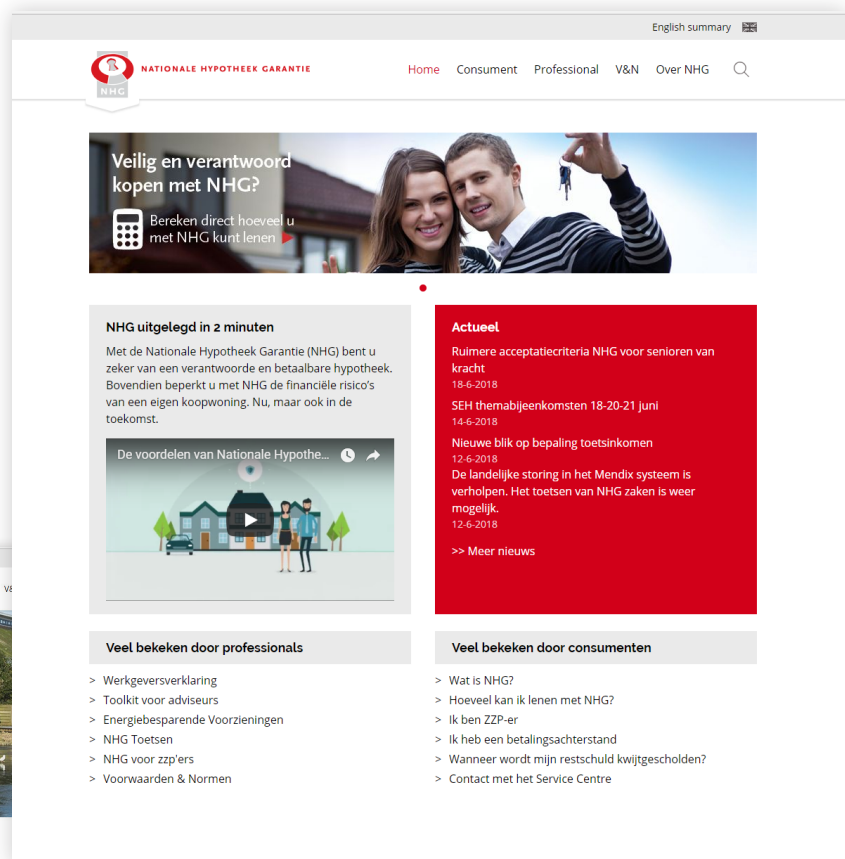 English summary
NATIONALE HYPOTHEEK GARANTIE
NHG
Home Consument Professional V&N Over NHG
Veilig en verantwoord
kopen met NHG?
Bereken direct hoeveel u
met NHG kunt lenen
NHG uitgelegd in 2 minuten
Met de Nationale Hypotheek Garantie (NHG) bent u
zeker van een verantwoorde en betaalbare hypotheek.
Bovendien beperkt u met NHG de financiële risico's
van een eigen koopwoning. Nu, maar ook in de
toekomst.
De voordelen van Nationale Hypothe...
Actueel
Ruimere acceptatiecriteria NHG voor senioren van
kracht
18-6-2018
SEH themabijeenkomsten 18-20-21 juni
14-6-2018
Nieuwe blik op bepaling toetsinkomen
12-6-2018
De landelijke storing in het Mendix systeem is
verholpen. Het toetsen van NHG zaken is weer
mogelijk.
12-6-2018
>> Meer nieuws
Veel bekeken door professionals
> Werkgeversverklaring
> Toolkit voor adviseurs
> Energiebesparende Voorzieningen
> NHG Toetsen
> NHG voor zzp'ers
> Voorwaarden & Normen
Veel bekeken door consumenten
> Wat is NHG?
> Hoeveel kan ik lenen met NHG?
> Ik ben ZZP-er
> Ik heb een betalingsachterstand
> Wanneer wordt mijn restschuld kwijtgescholden?
> Contact met het Service Centre